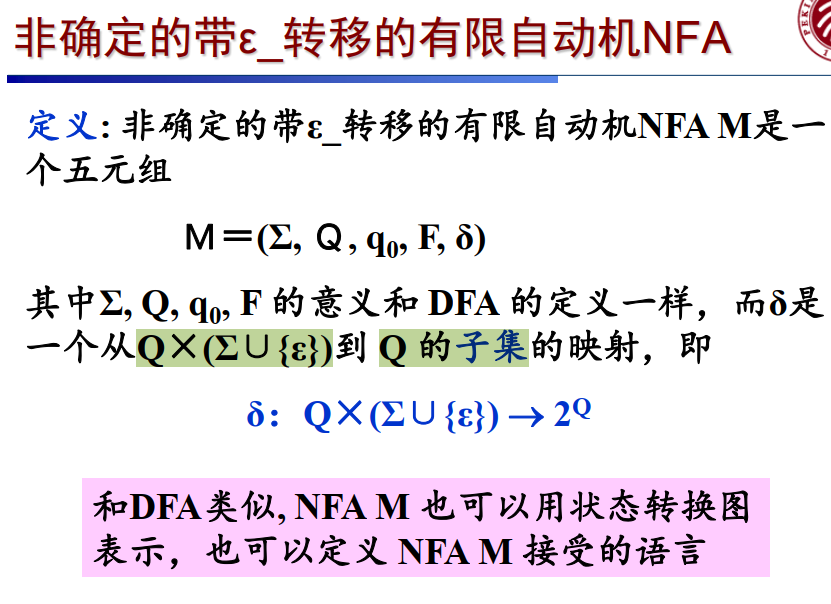 非确定的带ε_转移的有限自动机NFA
定义: 非确定的带ε_转移的有限自动机NFA M是一
个五元组
M＝(Σ, Q, q₀, F, δ)
其中Σ, Q, q₀, F 的意义和 DFA 的定义一样，而δ是
一个从Q×(Σ∪{ε})到 Q 的子集的映射，即
δ: Q×(Σ∪{ε}) → 2^Q
和DFA类似, NFA M 也可以用状态转换图
表示，也可以定义 NFA M 接受的语言